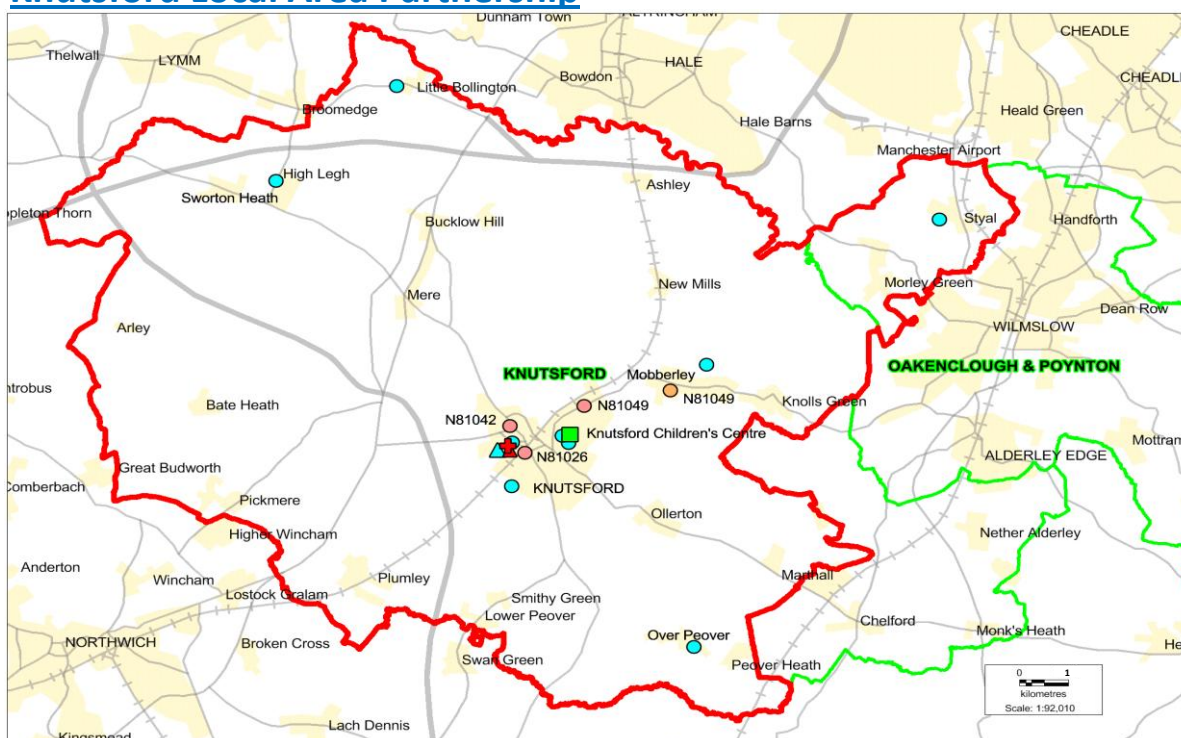 Knutsford Local Area Partnership
Dunham Town
ALTRINCHAM
CHEADLE
Thelwall
LYMM
HALE
Bowdon
CHEADLE
Little Bollington
Broomedge
Heald Green
Hale Barns
Manchester Airport
High Legh
Ashley
Sworton Heath
ppleton Thorn
Styal
Handforth
Bucklow Hill
New Mills
Morley Green
Mere
Dean Row
Arley
WILMSLOW
KNUTSFORD
Mobberley
OAKENCLOUGH & POYNTON
ntrobus
Bate Heath
N81049
N81049
Knolls Green
N81042
Knutsford Children's Centre
Mottram
N81026
ALDERLEY EDGE
Great Budworth
Comberbach
KNUTSFORD
Pickmere
Ollerton
Higher Wincham
Nether Alderley
Anderton
Wincham
Plumley
Marthall
Lostock Gralam
Smithy Green
Lower Peover
Chelford
Monk's Heath
NORTHWICH
Broken Cross
Over Peover
He
Swan Green
Peover Heath
0 1
kilometres
Scale: 1:92,010
Lach Dennis
Kingsmead